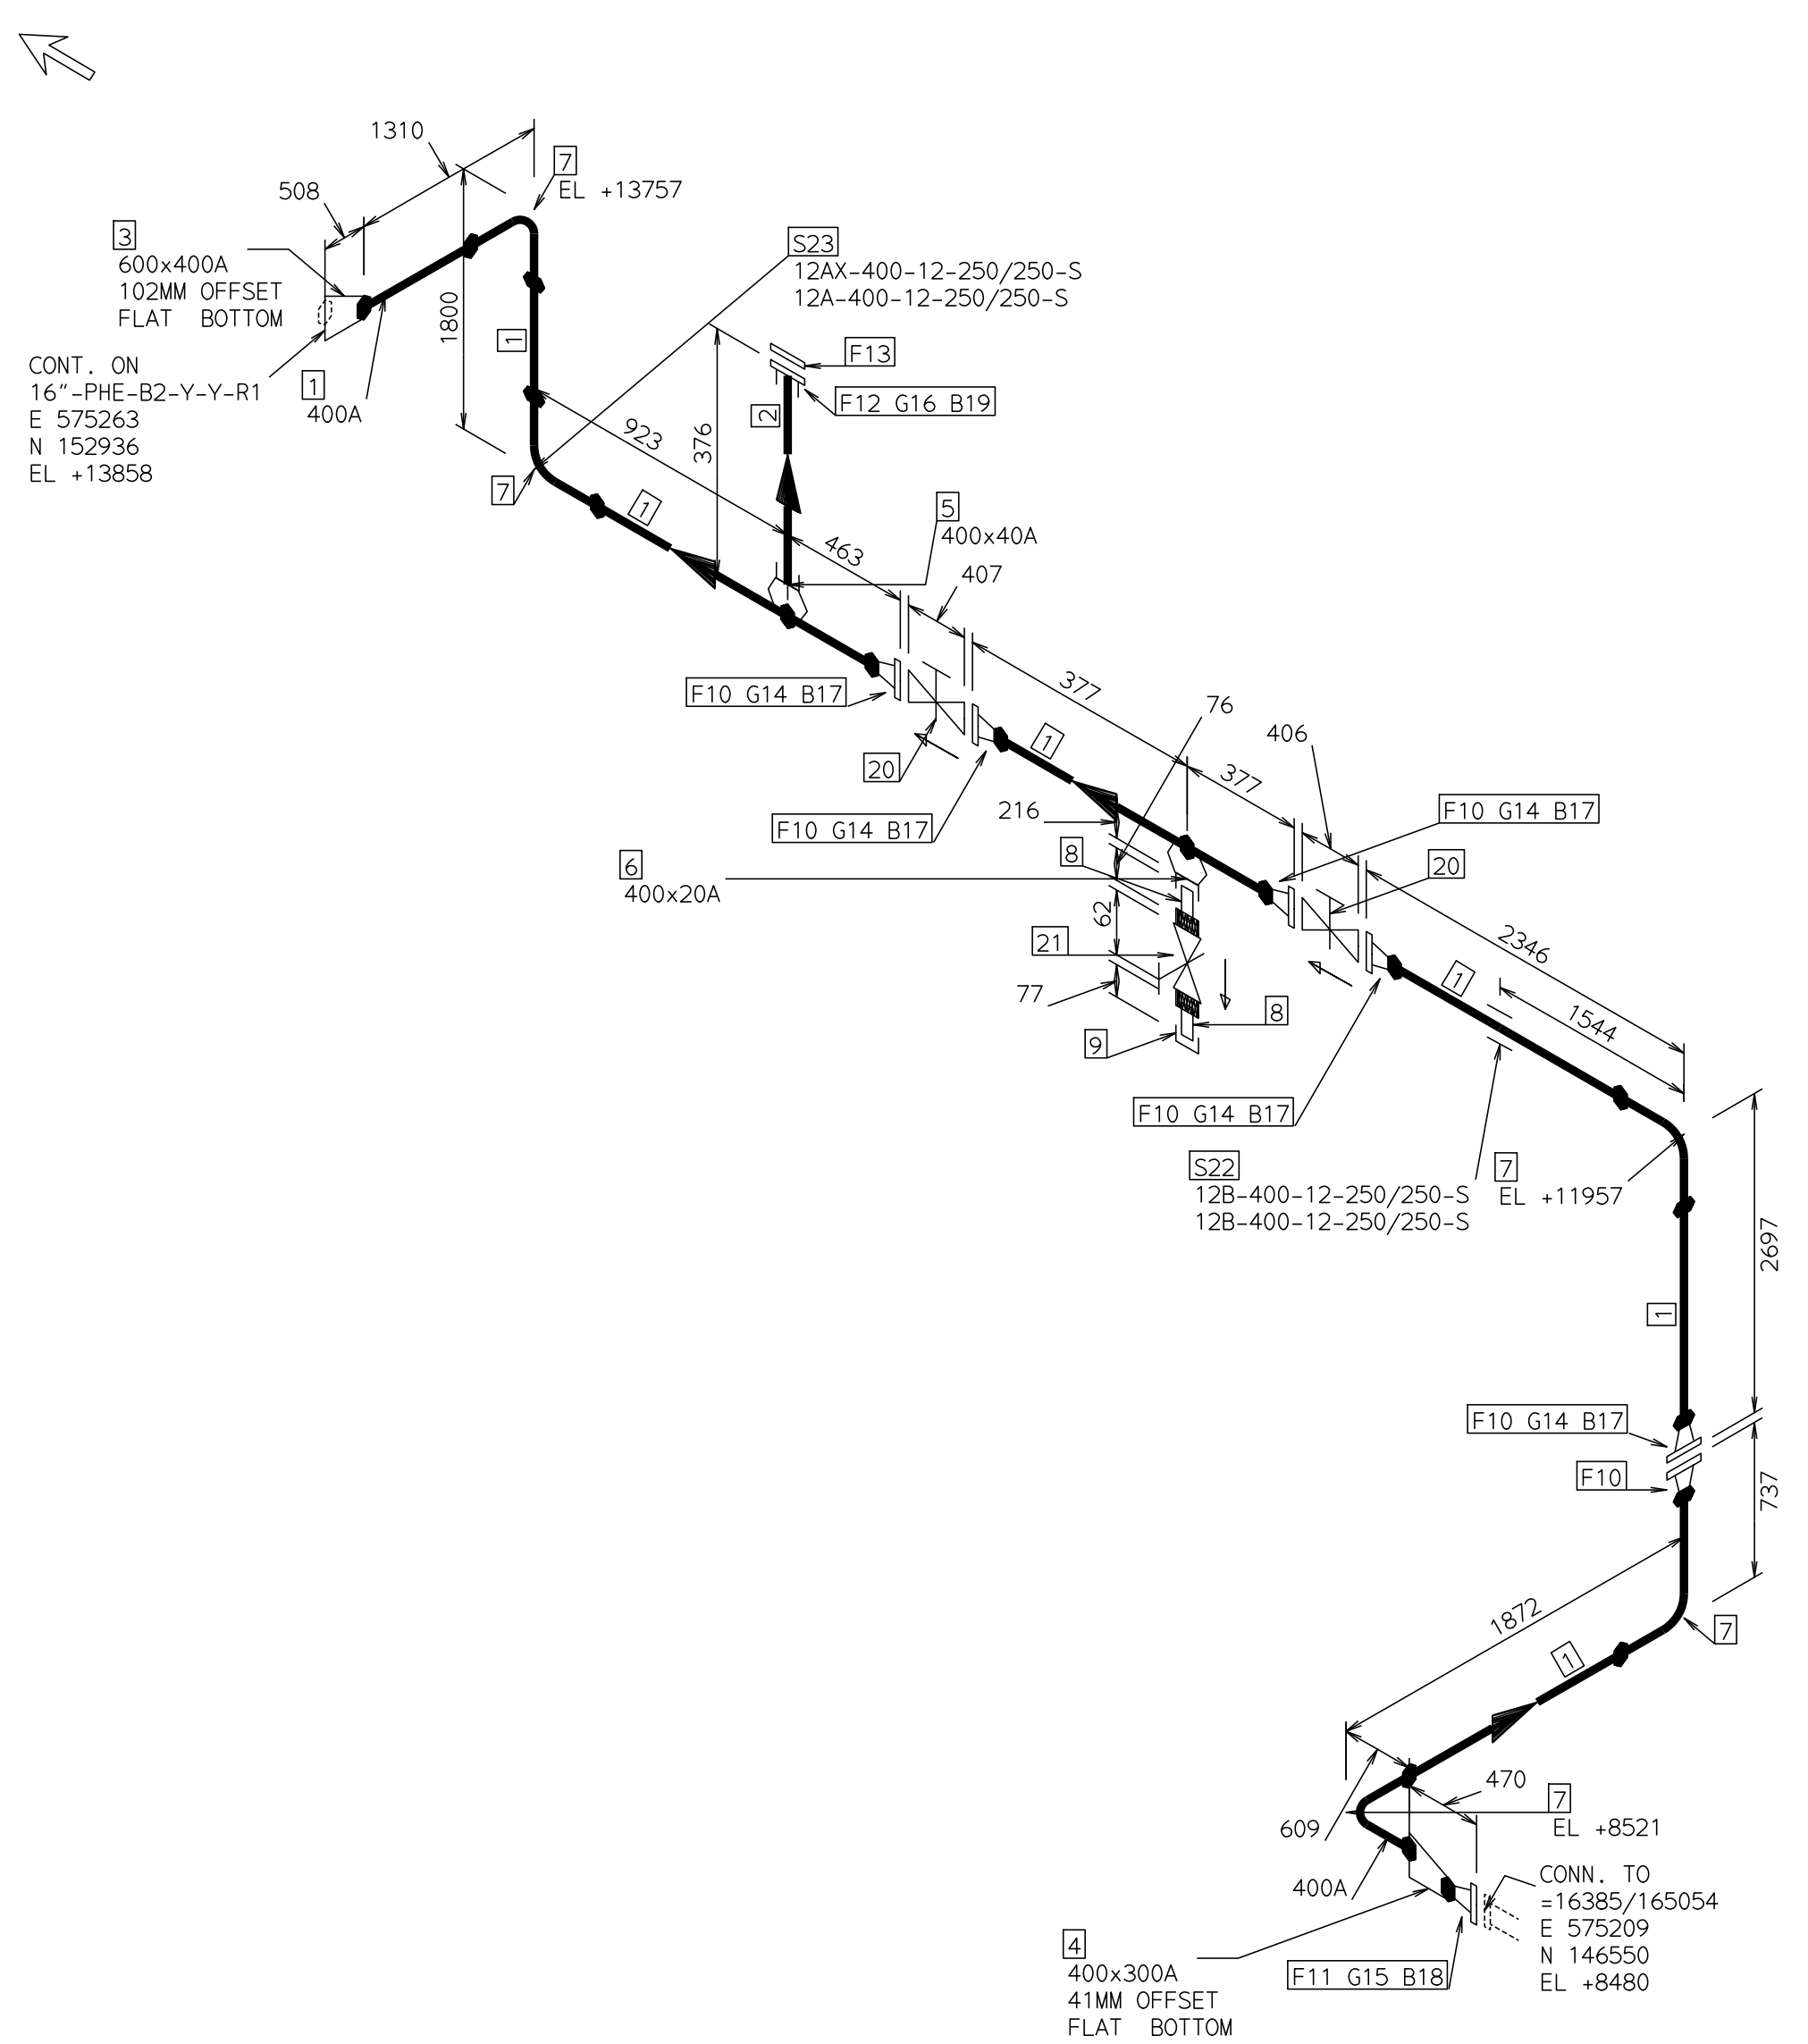 1310
7
EL +13757
508
3
600x400A
102MM OFFSET
FLAT BOTTOM
S23
12AX-400-12-250/250-S
12A-400-12-250/250-S
1800
1
CONT. ON
16"-PHE-B2-Y-Y-R1
E 575263
N 152936
EL +13858
1
400A
F13
F12 G16 B19
2
923
376
7
1
5
400x40A
463
407
F10 G14 B17
20
377
1
76
406
377
216
F10 G14 B17
F10 G14 B17
6
400x20A
8
20
62
21
77
8
9
2346
1
1544
F10 G14 B17
S22
12B-400-12-250/250-S
12B-400-12-250/250-S
7
EL +11957
2697
1
F10 G14 B17
F10
737
1872
7
1
470
609
7
EL +8521
400A
CONN. TO
=16385/165054
E 575209
N 146550
EL +8480
4
400x300A
41MM OFFSET
FLAT BOTTOM
F11 G15 B18